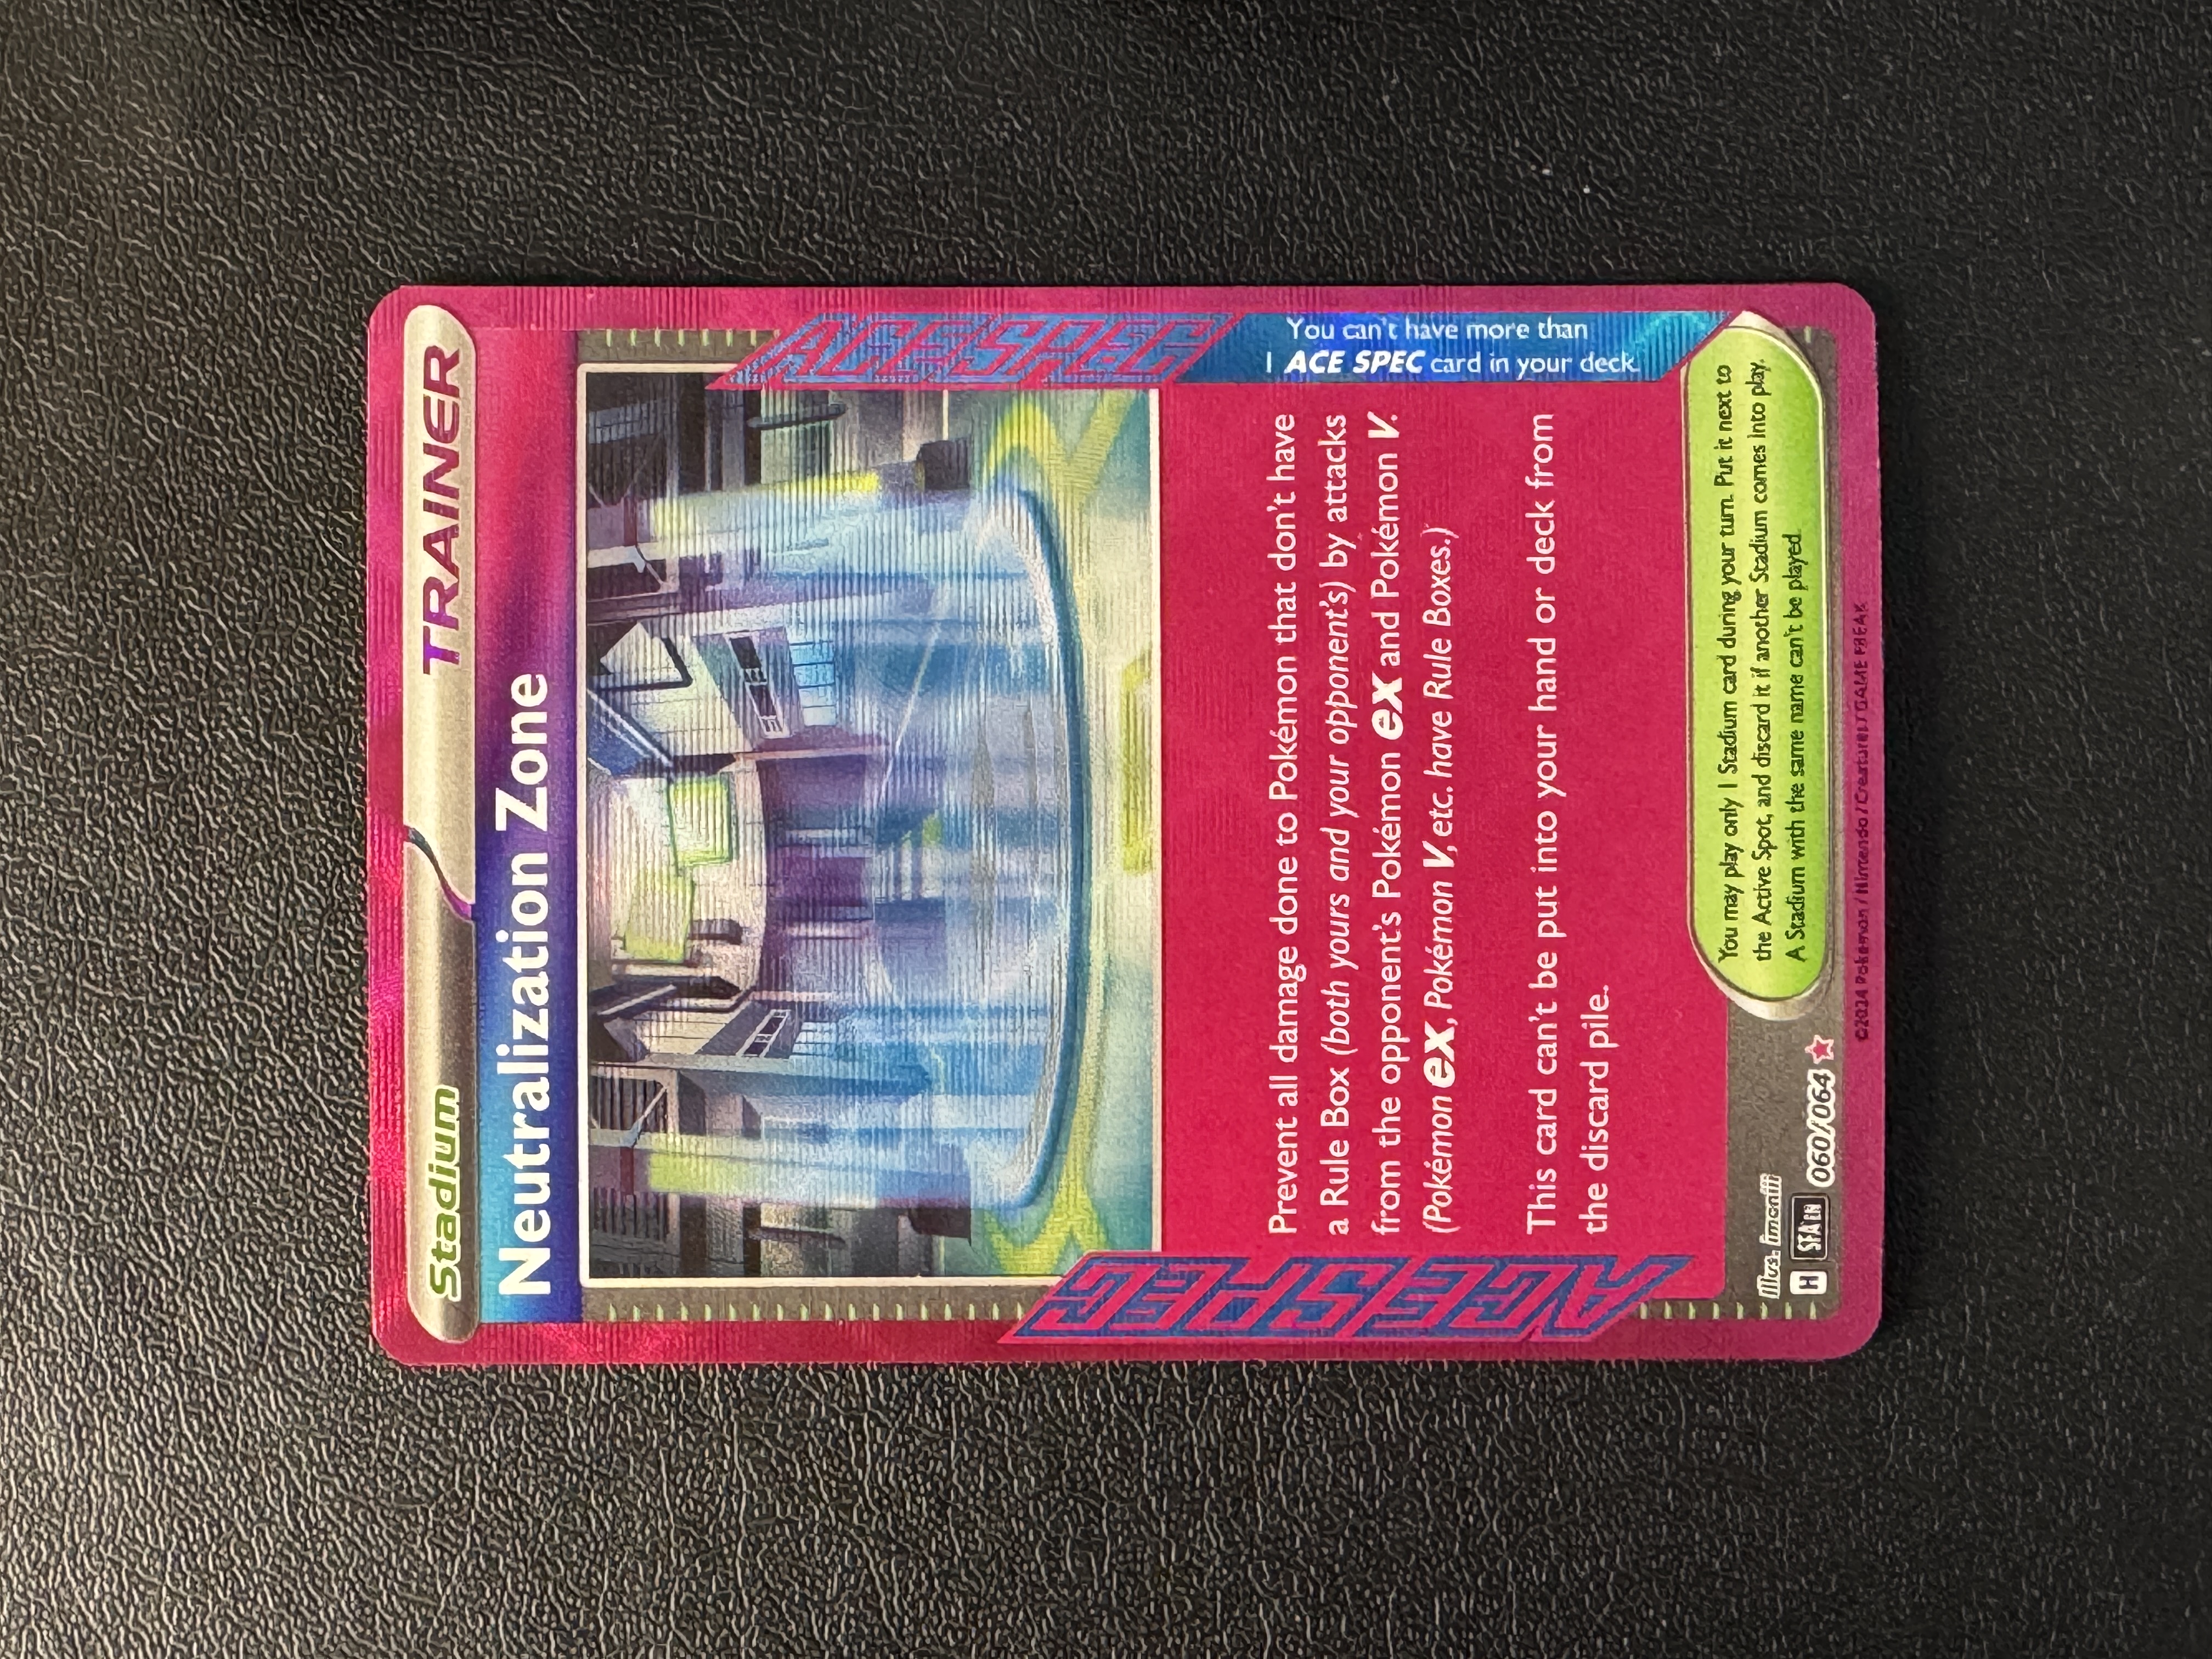 Stadium
TRAINER
Neutralization Zone
ACE SPEC
Prevent all damage done to Pokémon that don't have
a Rule Box (both yours and your opponent's) by attacks
from the opponent's Pokémon ex and Pokémon V.
(Pokémon ex, Pokémon V, etc. have Rule Boxes.)
This card can't be put into your hand or deck from
the discard pile.
ACE SPEC
You can't have more than
1 ACE SPEC card in your deck.
You may play only 1 Stadium card during your turn. Put it next to
the Active Spot, and discard it if another Stadium comes into play.
A Stadium with the same name can't be played.
Illus. imoniii
H SFA EN 060/064
©2024 Pokémon / Nintendo / Creatures / GAME FREAK